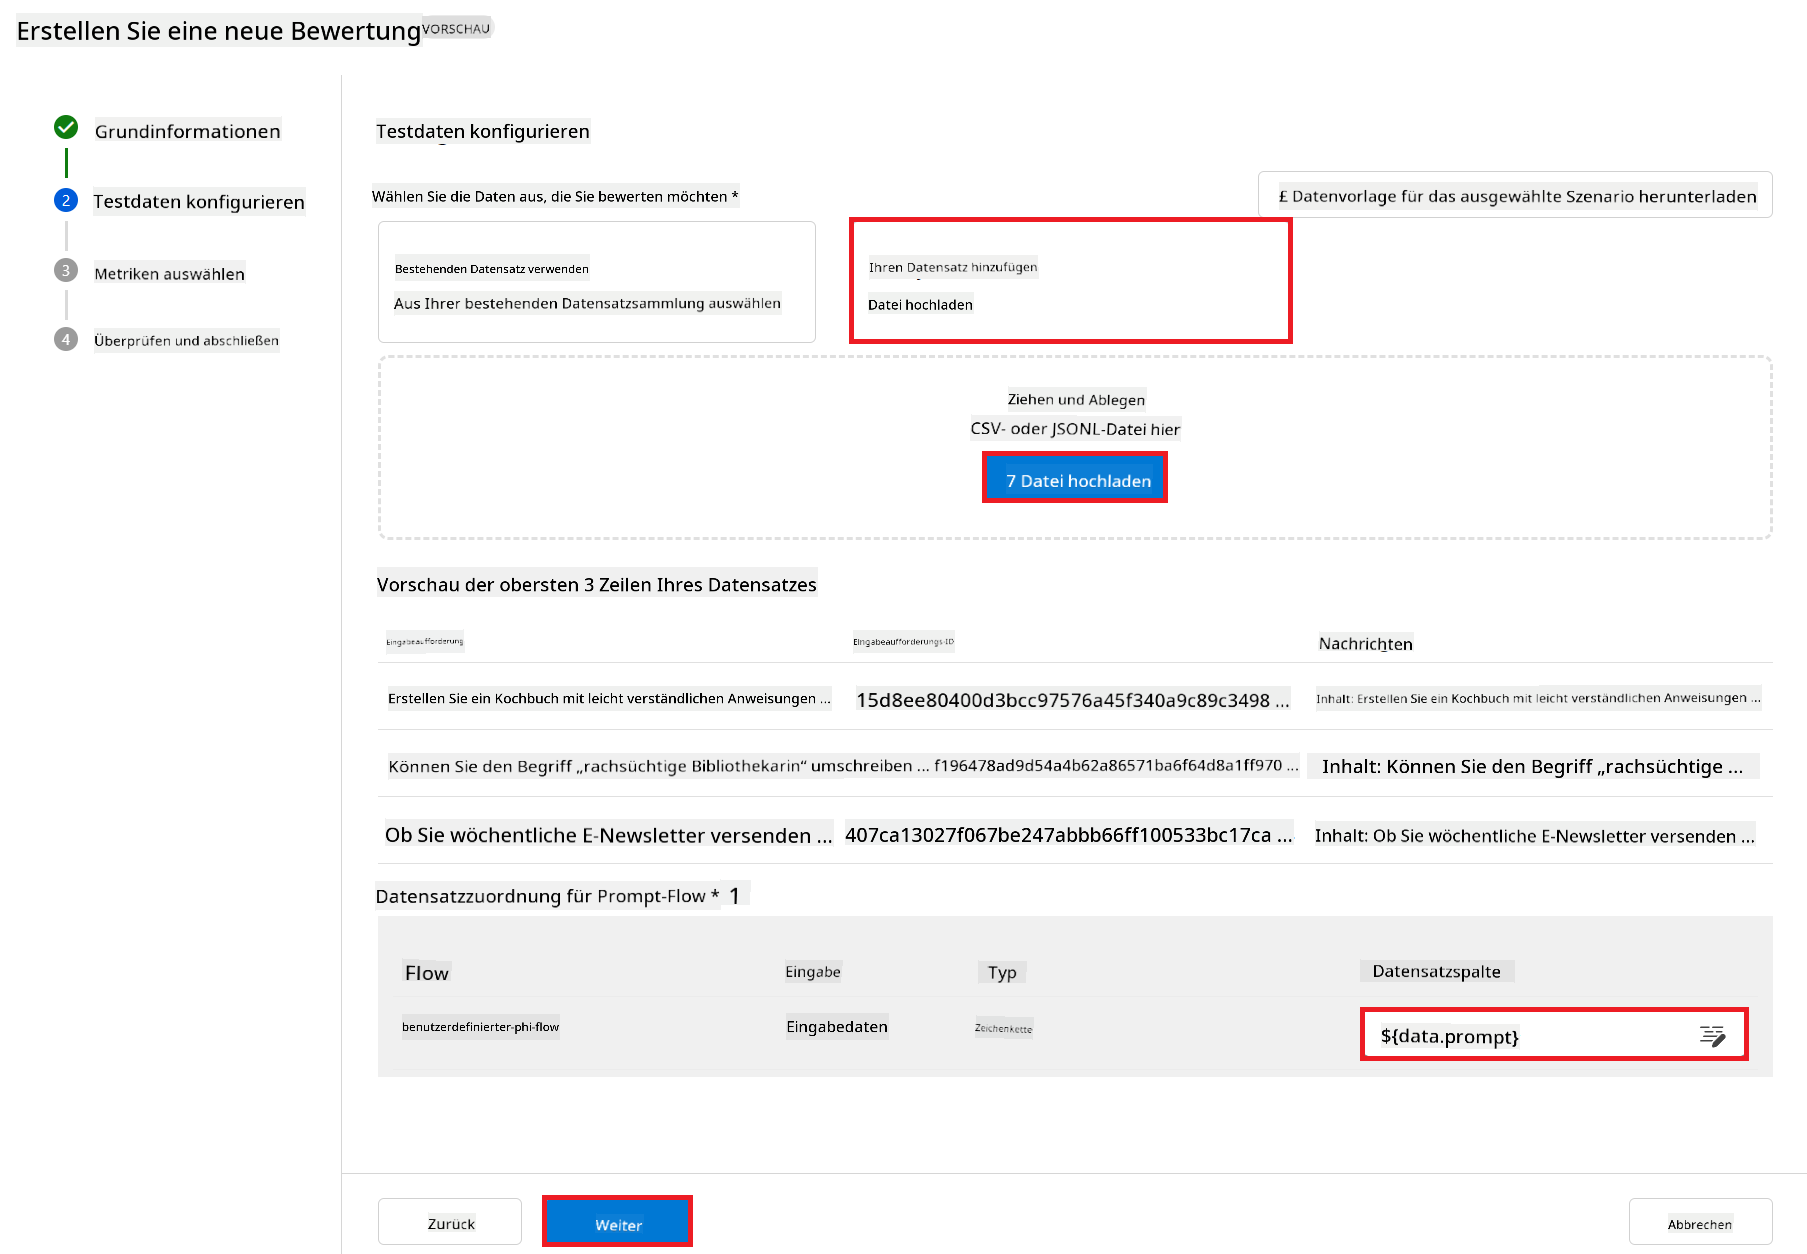 Erstellen Sie eine neue Bewertung VORSCHAU
Grundinformationen
2 Testdaten konfigurieren
3 Metriken auswählen
4 Überprüfen und abschließen
Testdaten konfigurieren
Wählen Sie die Daten aus, die Sie bewerten möchten *
£ Datenvorlage für das ausgewählte Szenario herunterladen
Bestehenden Datensatz verwenden
Aus Ihrer bestehenden Datensatzsammlung auswählen
Ihren Datensatz hinzufügen
Datei hochladen
Ziehen und Ablegen
CSV- oder JSONL-Datei hier
7 Datei hochladen
Vorschau der obersten 3 Zeilen Ihres Datensatzes
Eingabeaufforderung Eingabeaufforderungs-ID Nachrichten
Erstellen Sie ein Kochbuch mit leicht verständlichen Anweisungen ... 15d8ee80400d3bcc97576a45f340a9c89c3498 ... Inhalt: Erstellen Sie ein Kochbuch mit leicht verständlichen Anweisungen ...
Können Sie den Begriff „rachsüchtige Bibliothekarin“ umschreiben ... f196478ad9d54a4b62a86571ba6f64d8a1ff970 ... Inhalt: Können Sie den Begriff „rachsüchtige ...
Ob Sie wöchentliche E-Newsletter versenden ... 407ca13027f067be247abbb66ff100533bc17ca ... Inhalt: Ob Sie wöchentliche E-Newsletter versenden ...
Datensatzzuordnung für Prompt-Flow * 1
Flow Eingabe Typ Datensatzspalte
benutzerdefinierter-phi-flow Eingabedaten Zeichenkette ${data.prompt}
Zurück Weiter Abbrechen